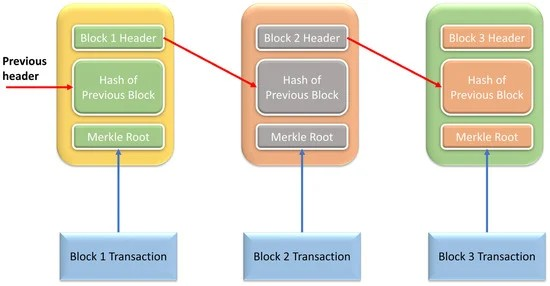 Previous
header
Block 1 Header
Hash of
Previous Block
Merkle Root
Block 1 Transaction
Block 2 Header
Hash of
Previous Block
Merkle Root
Block 2 Transaction
Block 3 Header
Hash of
Previous Block
Merkle Root
Block 3 Transaction